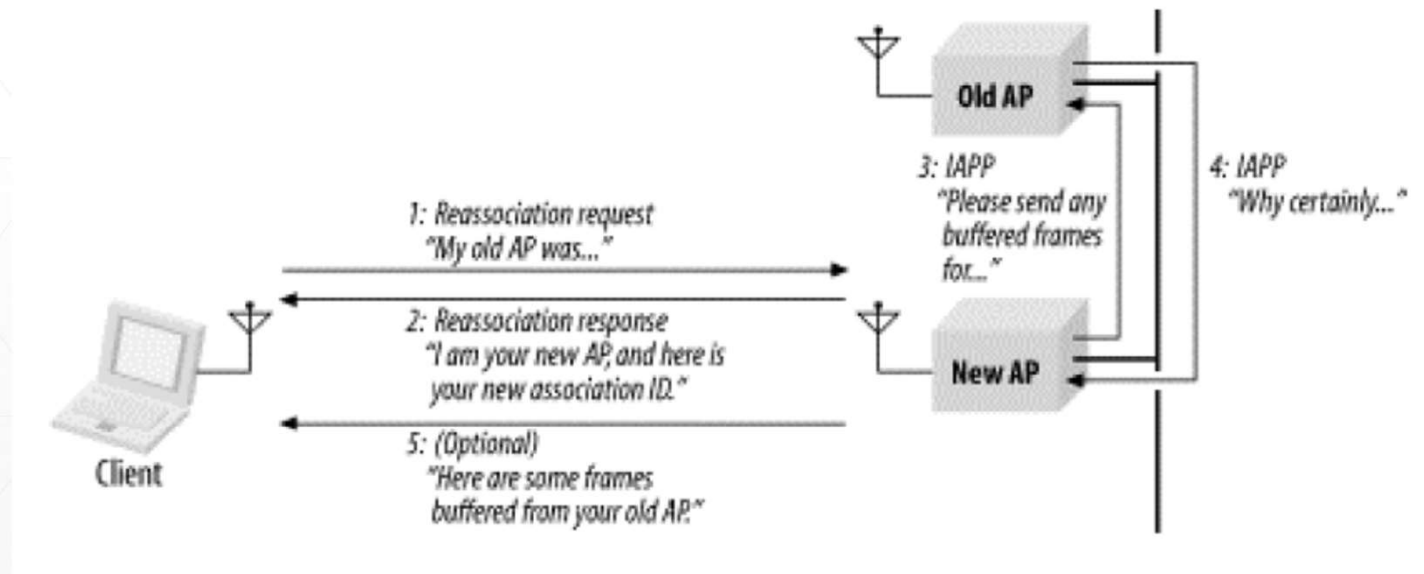 Old AP
3: IAPP
"Please send any
buffered frames
for...."
4: IAPP
"Why certainly..."
1: Reassociation request
"My old AP was..."
2: Reassociation response
"I am your new AP, and here is
your new association ID."
New AP
5: (Optional)
"Here are some frames
buffered from your old AP."
Client